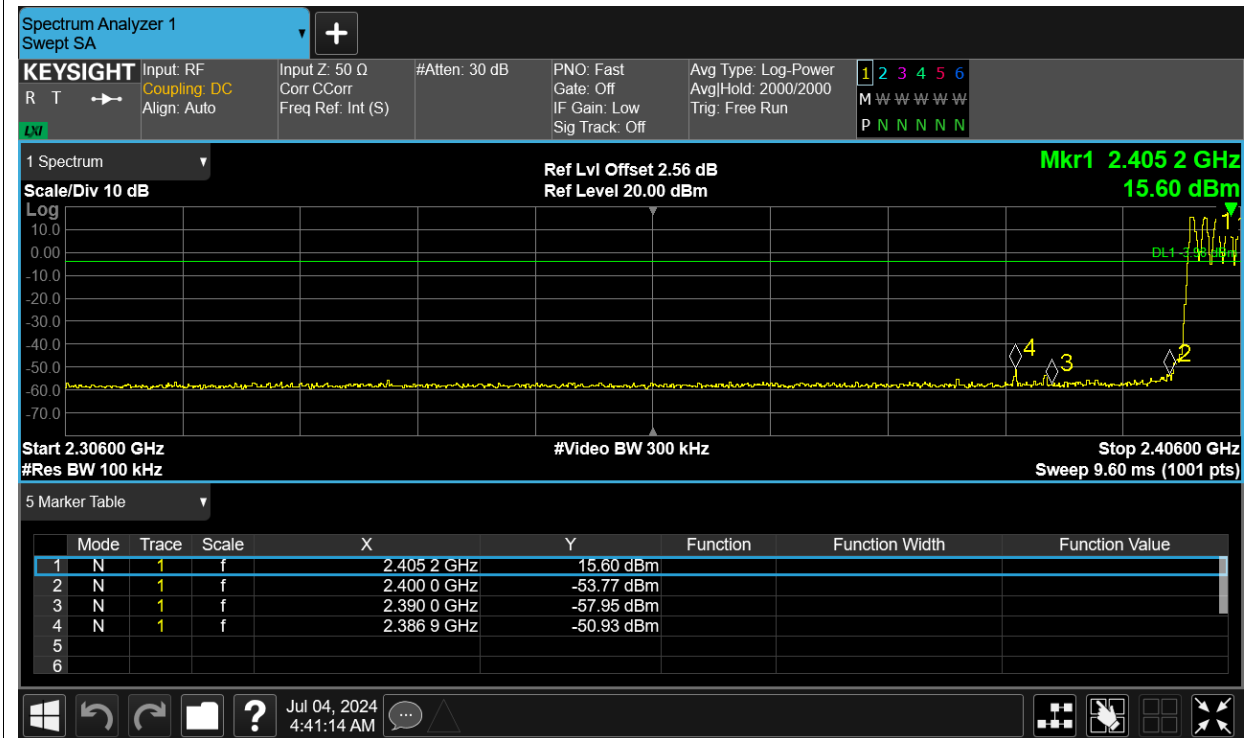 Spectrum Analyzer 1
Swept SA
+
KEYSIGHT
R T
LXI
Input: RF
Coupling: DC
Align: Auto
Input Z: 50 Ω
Corr CCorr
Freq Ref: Int (S)
#Atten: 30 dB
PNO: Fast
Gate: Off
IF Gain: Low
Sig Track: Off
Avg Type: Log-Power
Avg|Hold: 2000/2000
Trig: Free Run
1 2 3 4 5 6
M W W W W W
P N N N N N
1 Spectrum
Scale/Div 10 dB
Ref Lvl Offset 2.56 dB
Ref Level 20.00 dBm
Mkr1 2.405 2 GHz
15.60 dBm
Log
10.0
0.00
-10.0
-20.0
-30.0
-40.0
-50.0
-60.0
-70.0
1
4
3
2
Start 2.30600 GHz
#Video BW 300 kHz
Stop 2.40600 GHz
#Res BW 100 kHz
Sweep 9.60 ms (1001 pts)
5 Marker Table
Mode Trace Scale X Y Function Function Width Function Value
1 N 1 f 2.405 2 GHz 15.60 dBm
2 N 1 f 2.400 0 GHz -53.77 dBm
3 N 1 f 2.390 0 GHz -57.95 dBm
4 N 1 f 2.386 9 GHz -50.93 dBm
5
6
?
Jul 04, 2024
4:41:14 AM